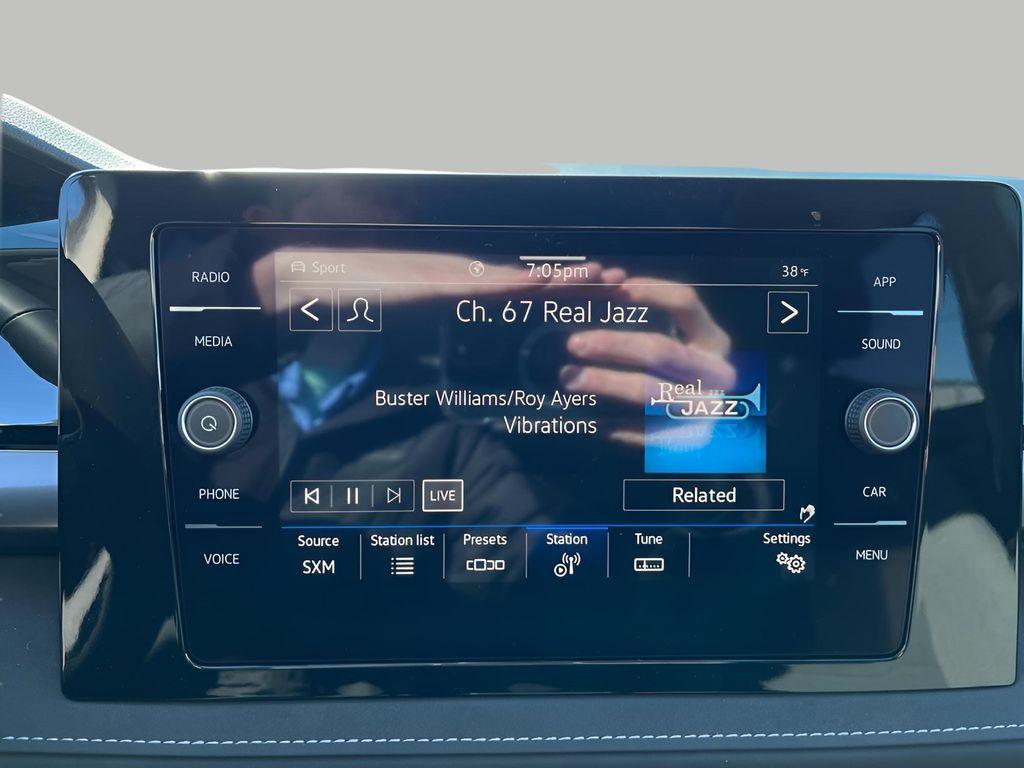 Sport
7:05pm
38°F
RADIO
APP
Ch. 67 Real Jazz
MEDIA
SOUND
Buster Williams/Roy Ayers
Vibrations
Real...
JAZZ
PHONE
LIVE
Related
CAR
Source
Station list
Presets
Station
Tune
Settings
SXM
VOICE
MENU